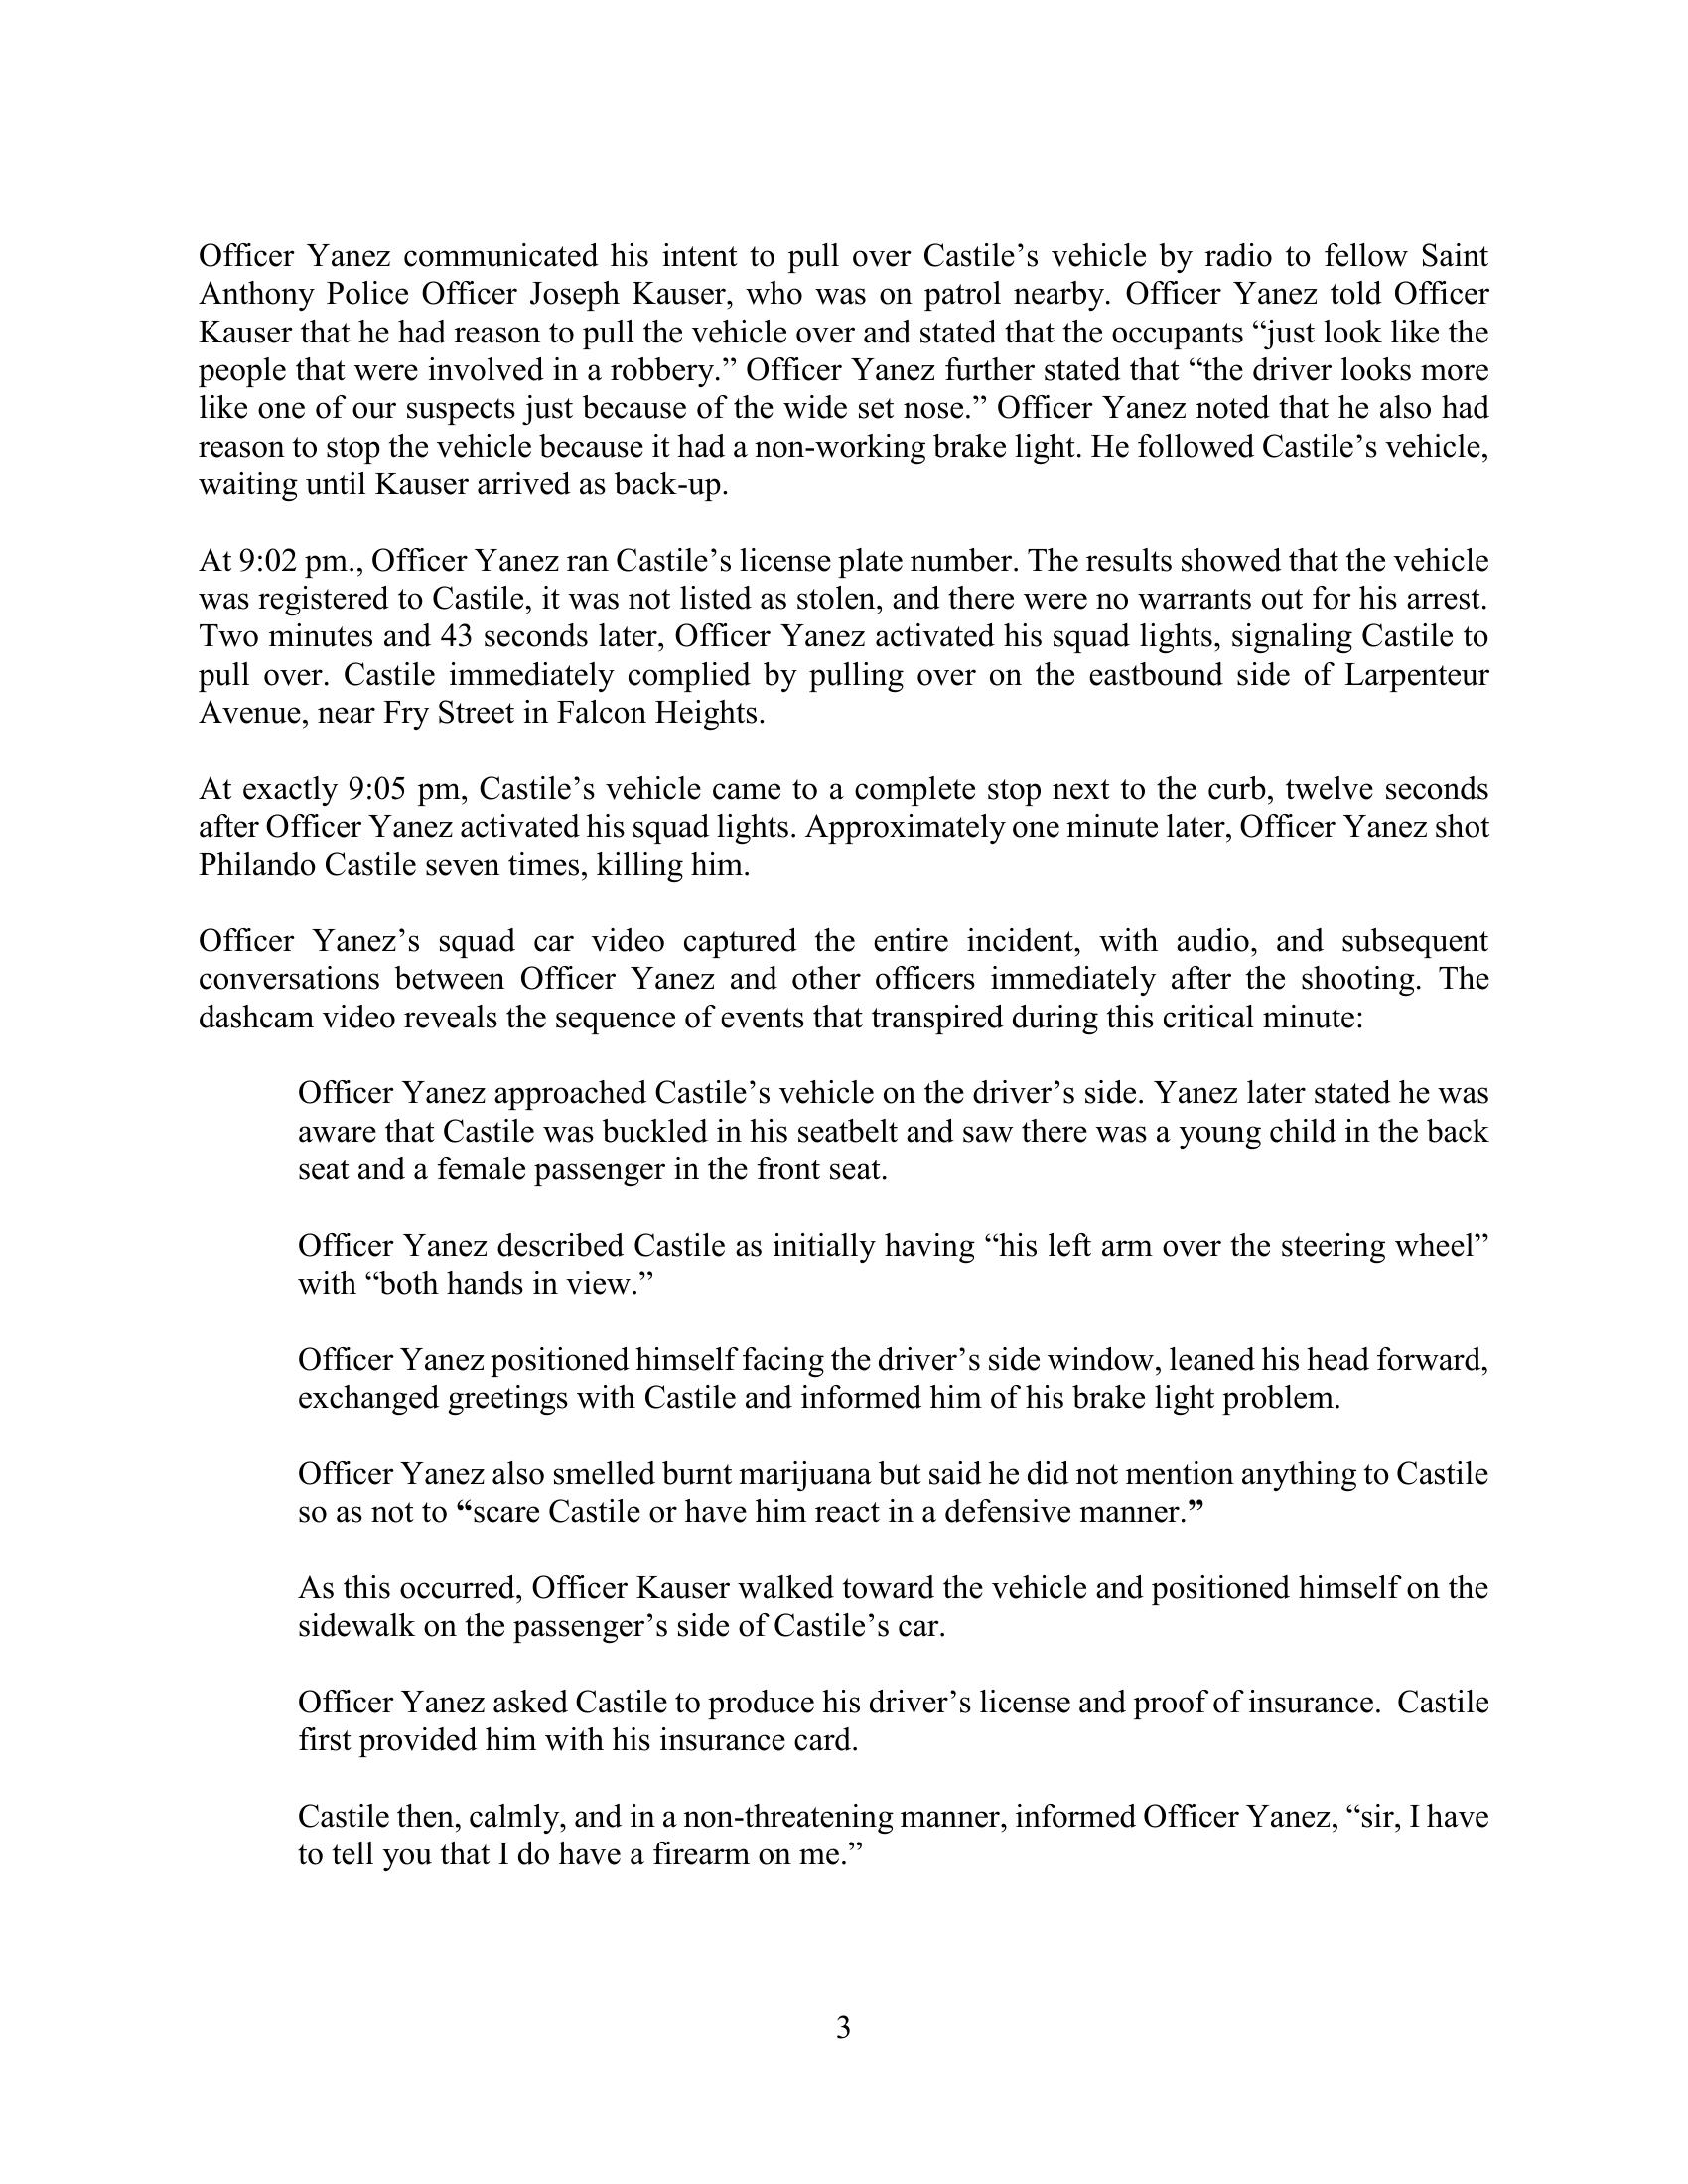 Officer Yanez communicated his intent to pull over Castile’s vehicle by radio to fellow Saint
Anthony Police Officer Joseph Kauser, who was on patrol nearby. Officer Yanez told Officer
Kauser that he had reason to pull the vehicle over and stated that the occupants “just look like the
people that were involved in a robbery.” Officer Yanez further stated that “the driver looks more
like one of our suspects just because of the wide set nose.” Officer Yanez noted that he also had
reason to stop the vehicle because it had a non-working brake light. He followed Castile’s vehicle,
waiting until Kauser arrived as back-up.
At 9:02 pm., Officer Yanez ran Castile’s license plate number. The results showed that the vehicle
was registered to Castile, it was not listed as stolen, and there were no warrants out for his arrest.
Two minutes and 43 seconds later, Officer Yanez activated his squad lights, signaling Castile to
pull over. Castile immediately complied by pulling over on the eastbound side of Larpenteur
Avenue, near Fry Street in Falcon Heights.
At exactly 9:05 pm, Castile’s vehicle came to a complete stop next to the curb, twelve seconds
after Officer Yanez activated his squad lights. Approximately one minute later, Officer Yanez shot
Philando Castile seven times, killing him.
Officer Yanez’s squad car video captured the entire incident, with audio, and subsequent
conversations between Officer Yanez and other officers immediately after the shooting. The
dashcam video reveals the sequence of events that transpired during this critical minute:
Officer Yanez approached Castile’s vehicle on the driver’s side. Yanez later stated he was
aware that Castile was buckled in his seatbelt and saw there was a young child in the back
seat and a female passenger in the front seat.
Officer Yanez described Castile as initially having “his left arm over the steering wheel”
with “both hands in view.”
Officer Yanez positioned himself facing the driver’s side window, leaned his head forward,
exchanged greetings with Castile and informed him of his brake light problem.
Officer Yanez also smelled burnt marijuana but said he did not mention anything to Castile
so as not to “scare Castile or have him react in a defensive manner.”
As this occurred, Officer Kauser walked toward the vehicle and positioned himself on the
sidewalk on the passenger’s side of Castile’s car.
Officer Yanez asked Castile to produce his driver’s license and proof of insurance.  Castile
first provided him with his insurance card.
Castile then, calmly, and in a non-threatening manner, informed Officer Yanez, “sir, I have
to tell you that I do have a firearm on me.”
3